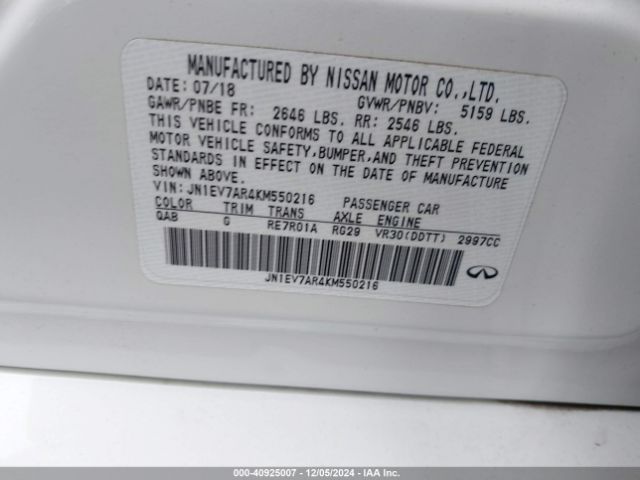 MANUFACTURED BY NISSAN MOTOR CO.,LTD.
DATE: 07/18 GVWR/PNBV: 5159 LBS.
GAWR/PNBE FR: 2646 LBS. RR: 2546 LBS.
THIS VEHICLE CONFORMS TO ALL APPLICABLE FEDERAL
MOTOR VEHICLE SAFETY,BUMPER,AND THEFT PREVENTION
STANDARDS IN EFFECT ON THE DATE OF MANUFACTURE
SHOWN ABOVE.
VIN: JN1EV7AR4KM550216 PASSENGER CAR
COLOR TRIM TRANS AXLE ENGINE
QAB G RE7R01A RG29 VR30(DDTT) 2997CC
JN1EV7AR4KM550216
000-40925007 - 12/05/2024 - IAA Inc.